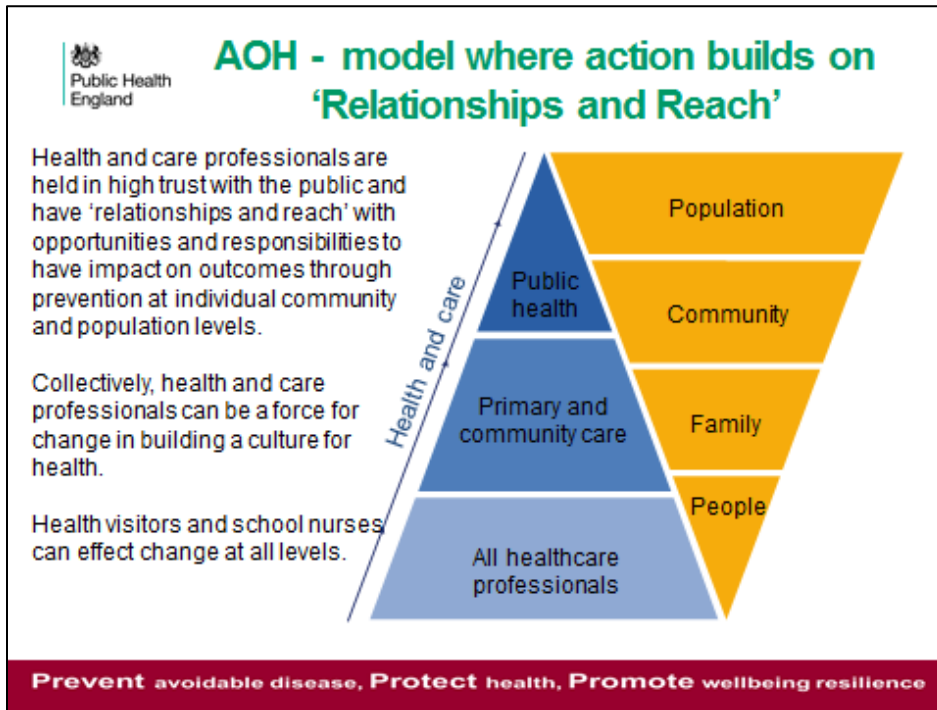 Public Health
England
AOH - model where action builds on
‘Relationships and Reach’
Health and care professionals are
held in high trust with the public and
have ‘relationships and reach’ with
opportunities and responsibilities to
have impact on outcomes through
prevention at individual community
and population levels.
Collectively, health and care
professionals can be a force for
change in building a culture for
health.
Health visitors and school nurses
can effect change at all levels.
Health and care
Public
health
Primary and
community care
All healthcare
professionals
Population
Community
Family
People
Prevent avoidable disease, Protect health, Promote wellbeing resilience